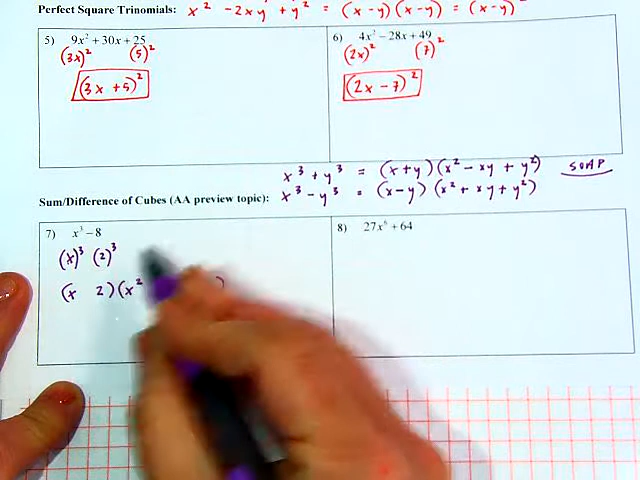 Perfect Square Trinomials: x² - 2xy + y² = (x - y)(x - y) = (x - y)²
5) 9x² + 30x + 25
(3x)² (5)²
(3x + 5)²
6) 4x² - 28x + 49
(2x)² (7)²
(2x - 7)²
x³ + y³ = (x + y)(x² - xy + y²) SOAP
Sum/Difference of Cubes (AA preview topic): x³ - y³ = (x - y)(x² + xy + y²)
7) x³ - 8
(x)³ (2)³
(x 2)(x² )
8) 27x⁶ + 64